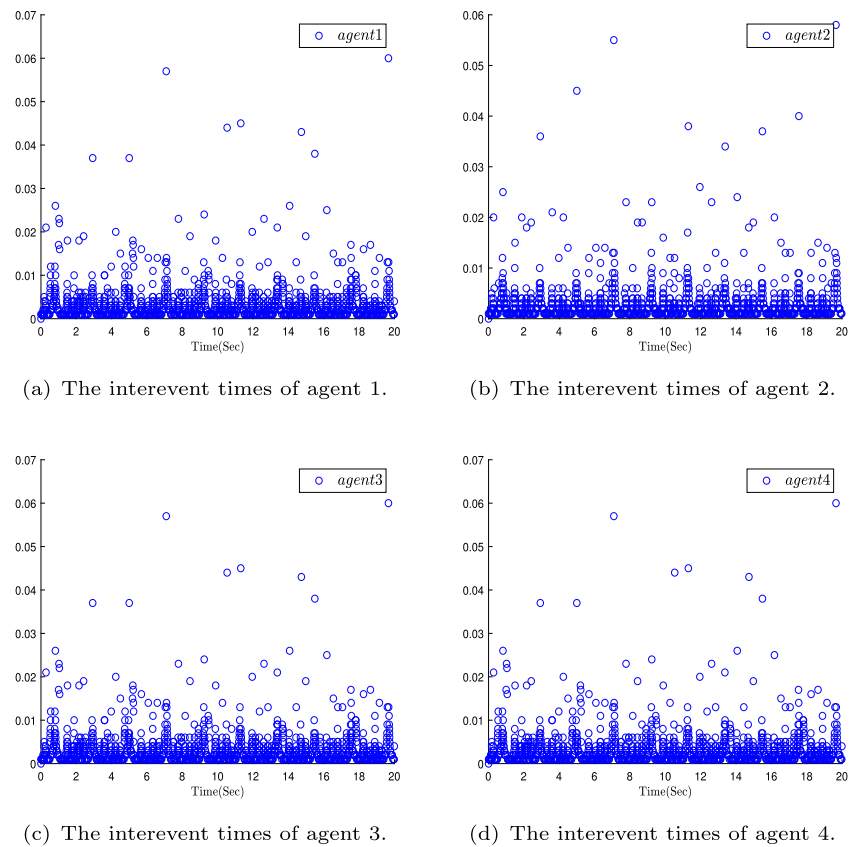 0.07
0.06
0.05
0.04
0.03
0.02
0.01
0
0 2 4 6 8 10 12 14 16 18 20
Time(Sec)
agent1
(a) The interevent times of agent 1.
0.06
0.05
0.04
0.03
0.02
0.01
0
0 2 4 6 8 10 12 14 16 18 20
Time(Sec)
agent2
(b) The interevent times of agent 2.
0.07
0.06
0.05
0.04
0.03
0.02
0.01
0
0 2 4 6 8 10 12 14 16 18 20
Time(Sec)
agent3
(c) The interevent times of agent 3.
0.07
0.06
0.05
0.04
0.03
0.02
0.01
0
0 2 4 6 8 10 12 14 16 18 20
Time(Sec)
agent4
(d) The interevent times of agent 4.